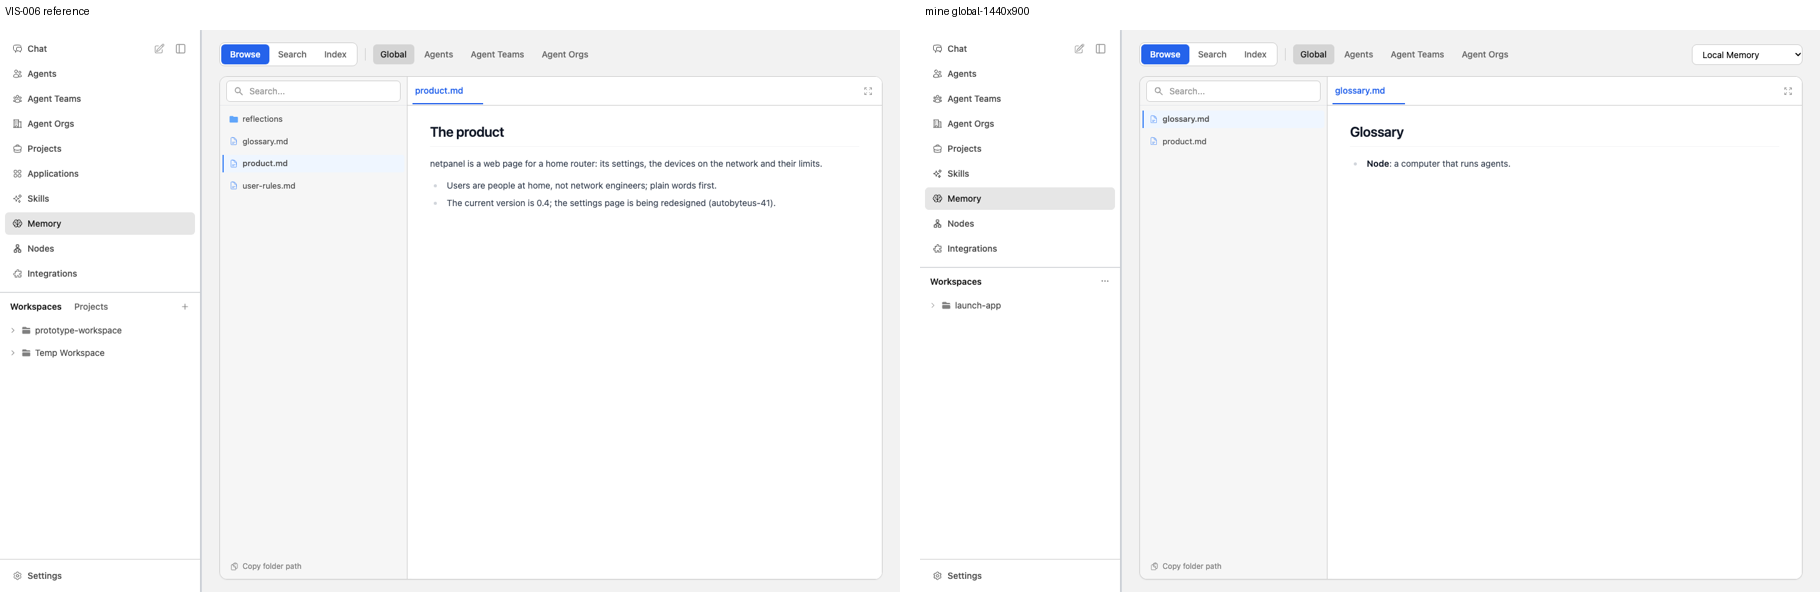 VIS-006 reference
Chat
Agents
Agent Teams
Agent Orgs
Projects
Applications
Skills
Memory
Nodes
Integrations
Workspaces Projects +
prototype-workspace
Temp Workspace
Settings
Browse Search Index Global Agents Agent Teams Agent Orgs
Search...
reflections
glossary.md
product.md
user-rules.md
Copy folder path
product.md
The product
netpanel is a web page for a home router: its settings, the devices on the network and their limits.
Users are people at home, not network engineers; plain words first.
The current version is 0.4; the settings page is being redesigned (autobyteus-41).
mine global-1440x900
Chat
Agents
Agent Teams
Agent Orgs
Projects
Skills
Memory
Nodes
Integrations
Workspaces ...
launch-app
Settings
Browse Search Index Global Agents Agent Teams Agent Orgs Local Memory
Search...
glossary.md
product.md
Copy folder path
glossary.md
Glossary
Node: a computer that runs agents.